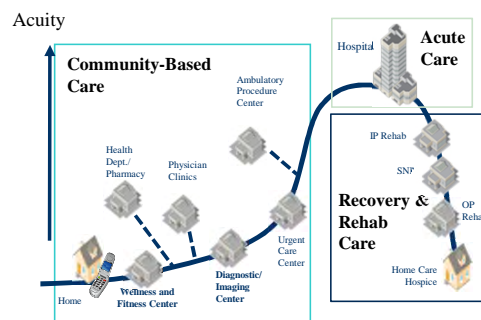 Acuity
Community-Based
Care
Hospital
Acute
Care
Ambulatory
Procedure
Center
Health
Dept./
Pharmacy
Physician
Clinics
IP Rehab
SNF
OP
Reha
Recovery &
Rehab
Care
Urgent
Care
Center
Diagnostic/
Imaging
Center
Home
Wellness and
Fitness Center
Home Care
Hospice